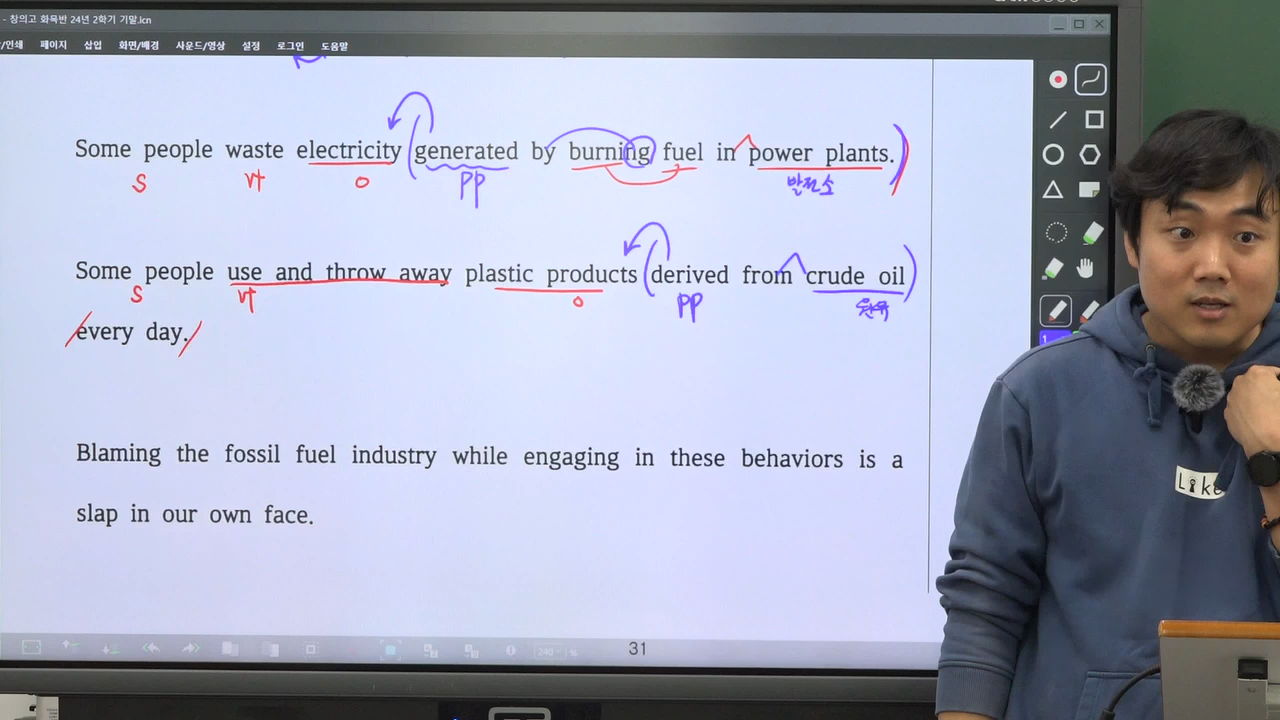 - 창의고 화목반 24년 2학기 기말.icn
/인쇄 페이지 삽입 화면/배경 사운드/영상 설정 로그인 도움말
Some people waste electricity (generated by burning fuel in power plants.)
S vt o pp 발전소
Some people use and throw away plastic products (derived from crude oil)
S vt o pp 원유
/every day./
Blaming the fossil fuel industry while engaging in these behaviors is a
slap in our own face.
Like
240 %
31
1